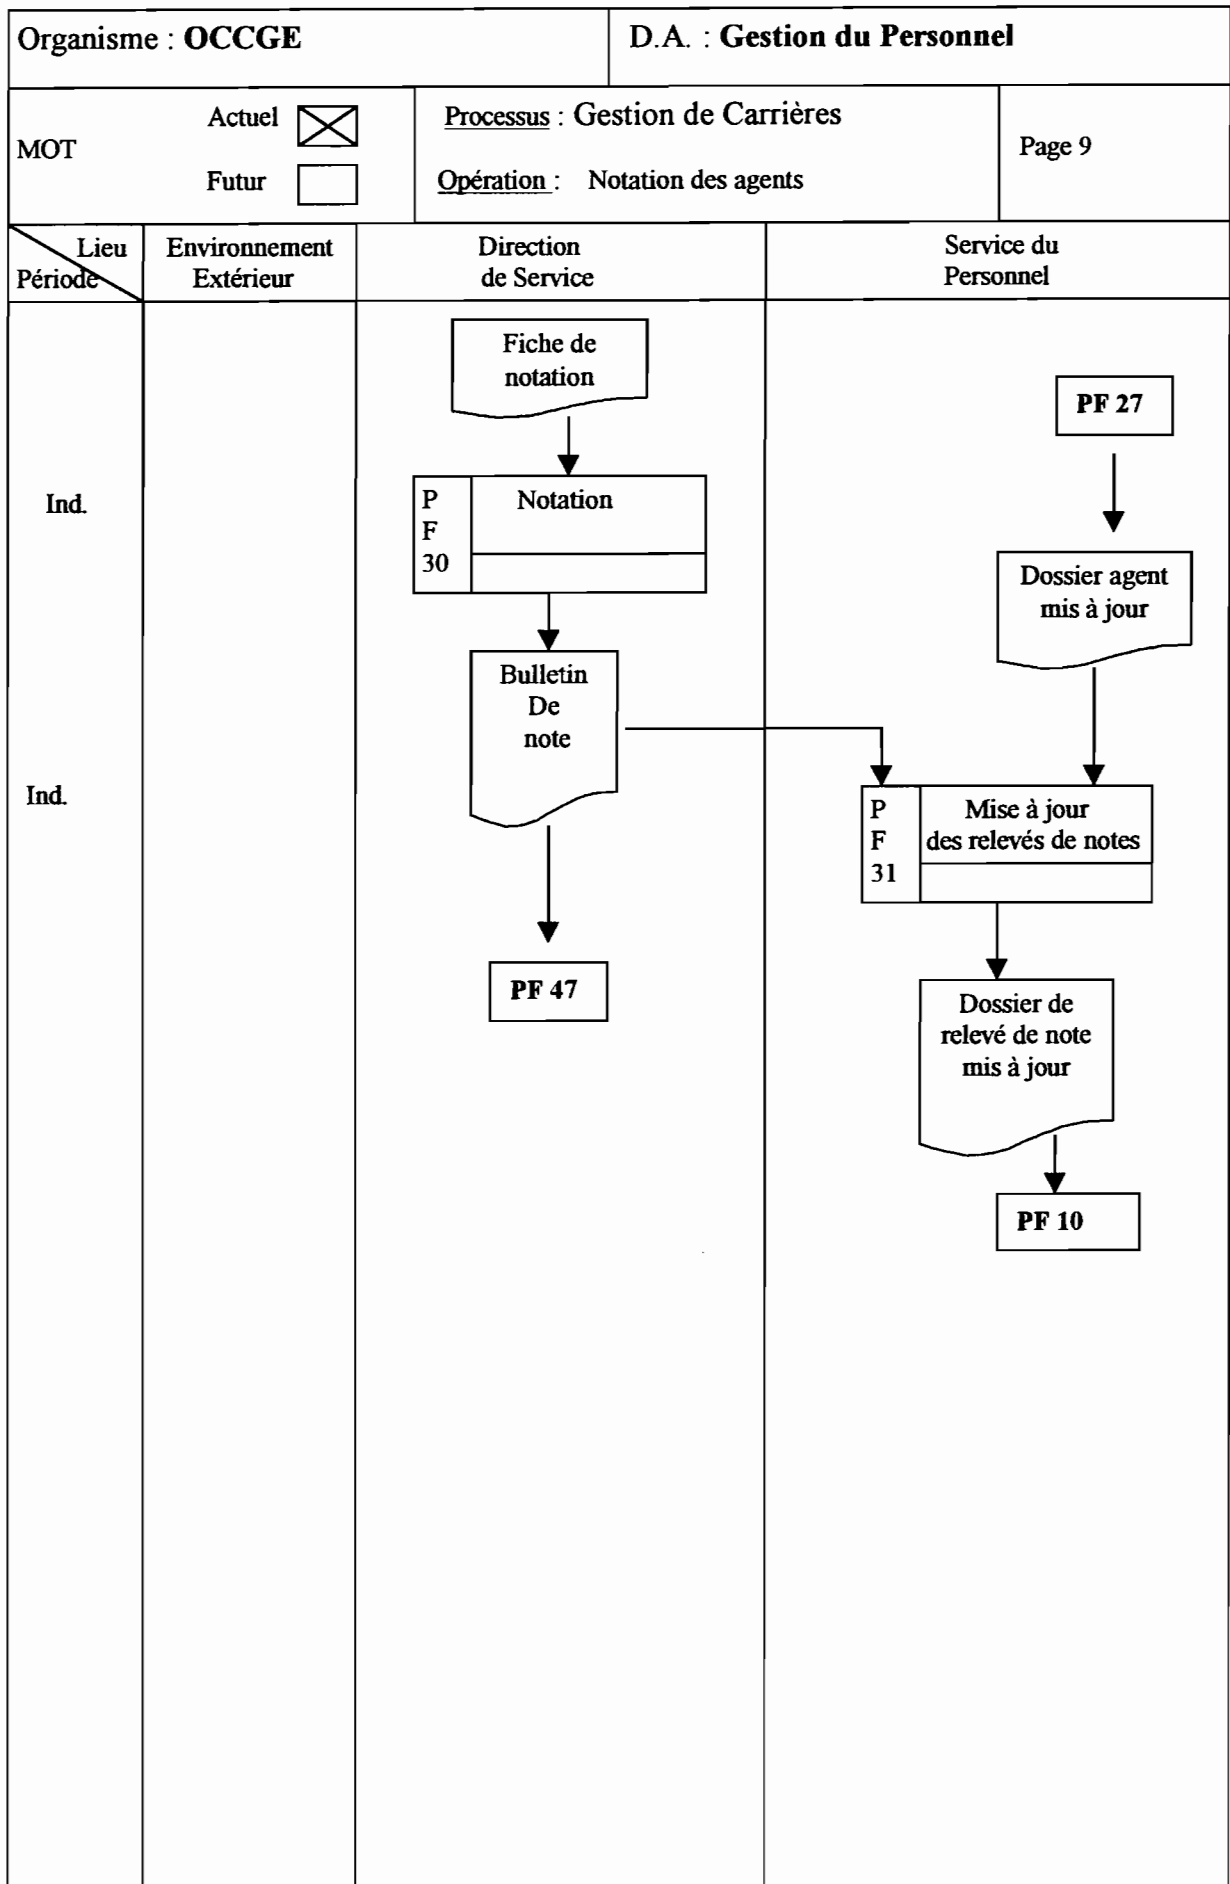 Organisme : OCCGE
D.A. : Gestion du Personnel
MOT
Actuel
Futur
Processus : Gestion de Carrières
Opération : Notation des agents
Page 9
Lieu
Période
Environnement
Extérieur
Direction
de Service
Service du
Personnel
Fiche de
notation
PF 27
Ind.
P
F
30
Notation
Dossier agent
mis à jour
Bulletin
De
note
Ind.
P
F
31
Mise à jour
des relevés de notes
PF 47
Dossier de
relevé de note
mis à jour
PF 10